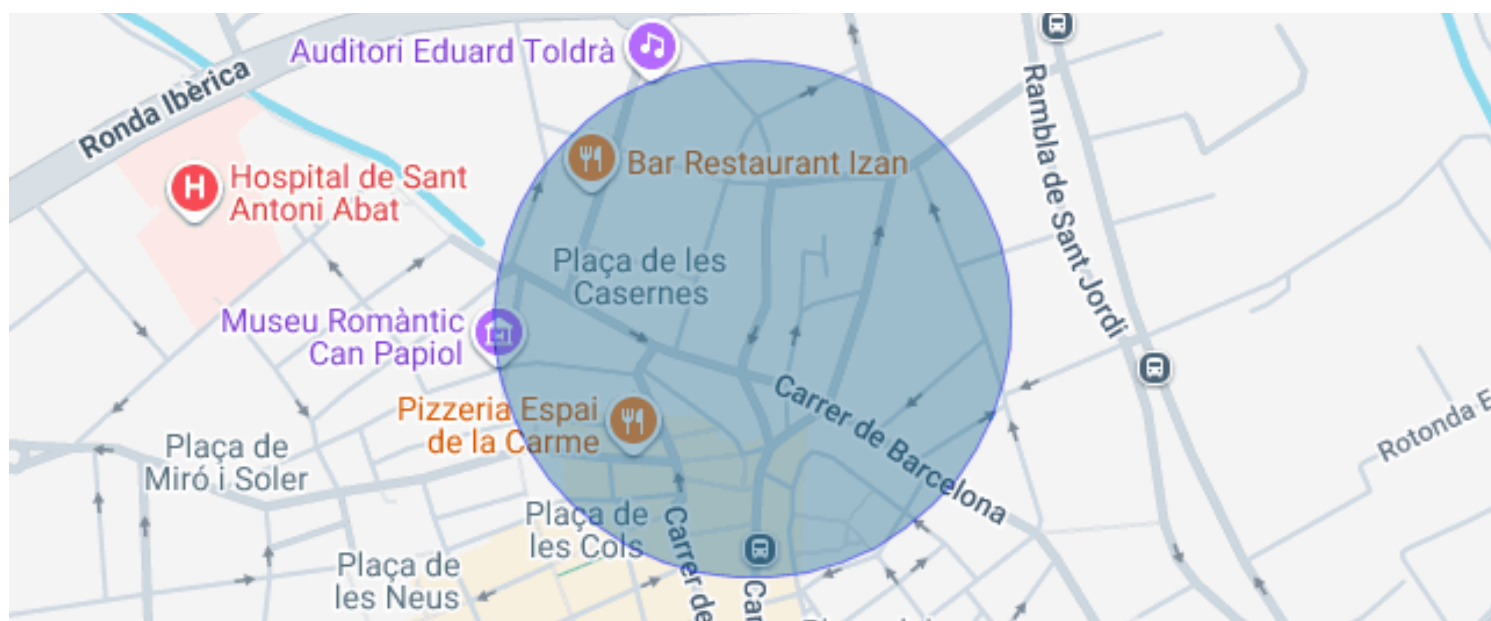 Auditori Eduard Toldrà
Ronda Ibèrica
Rambla de Sant Jordi
Bar Restaurant Izan
Hospital de Sant
Antoni Abat
Plaça de les
Casernes
Museu Romàntic
Can Papiol
Carrer de Barcelona
Pizzeria Espai
de la Carme
Rotonda E
Plaça de
Miró i Soler
Plaça de
les Cols
Carrer de
Plaça de
les Neus
Car